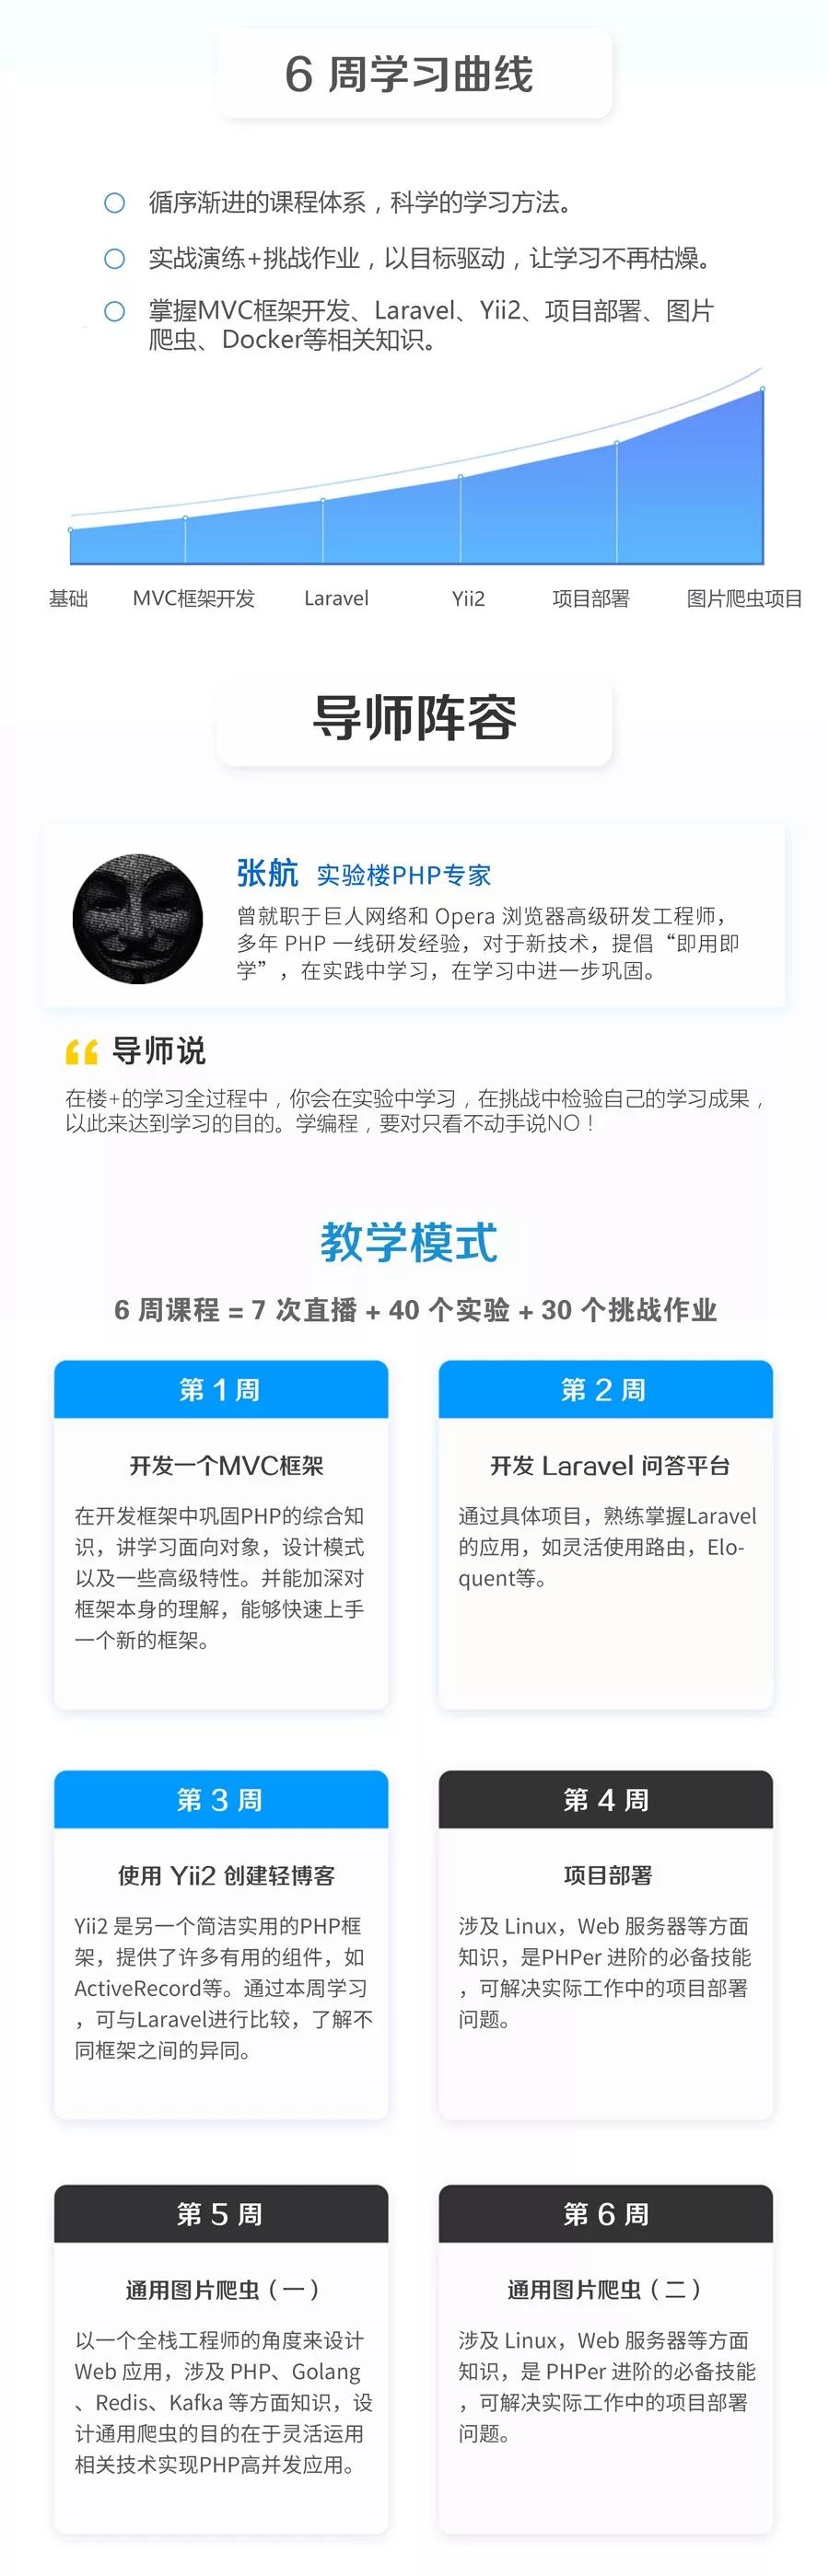 6 周学习曲线
循序渐进的课程体系，科学的学习方法。
实战演练+挑战作业，以目标驱动，让学习不再枯燥。
掌握MVC框架开发、Laravel、Yii2、项目部署、图片
爬虫、Docker等相关知识。
基础 MVC框架开发 Laravel Yii2 项目部署 图片爬虫项目
导师阵容
张航 实验楼PHP专家
曾就职于巨人网络和 Opera 浏览器高级研发工程师，
多年 PHP 一线研发经验，对于新技术，提倡“即用即
学”，在实践中学习，在学习中进一步巩固。
导师说
在楼+的学习全过程中，你会在实验中学习，在挑战中检验自己的学习成果，
以此来达到学习的目的。学编程，要对只看不动手说NO！
教学模式
6 周课程 = 7 次直播 + 40 个实验 + 30 个挑战作业
第 1 周
开发一个MVC框架
在开发框架中巩固PHP的综合知
识，讲学习面向对象，设计模式
以及一些高级特性。并能加深对
框架本身的理解，能够快速上手
一个新的框架。
第 2 周
开发 Laravel 问答平台
通过具体项目，熟练掌握Laravel
的应用，如灵活使用路由，Elo-
quent等。
第 3 周
使用 Yii2 创建轻博客
Yii2 是另一个简洁实用的PHP框
架，提供了许多有用的组件，如
ActiveRecord等。通过本周学习
，可与Laravel进行比较，了解不
同框架之间的异同。
第 4 周
项目部署
涉及 Linux，Web 服务器等方面
知识，是PHPer 进阶的必备技能
，可解决实际工作中的项目部署
问题。
第 5 周
通用图片爬虫（一）
以一个全栈工程师的角度来设计
Web 应用，涉及 PHP、Golang
、Redis、Kafka 等方面知识，设
计通用爬虫的目的在于灵活运用
相关技术实现PHP高并发应用。
第 6 周
通用图片爬虫（二）
涉及 Linux，Web 服务器等方面
知识，是 PHPer 进阶的必备技能
，可解决实际工作中的项目部署
问题。